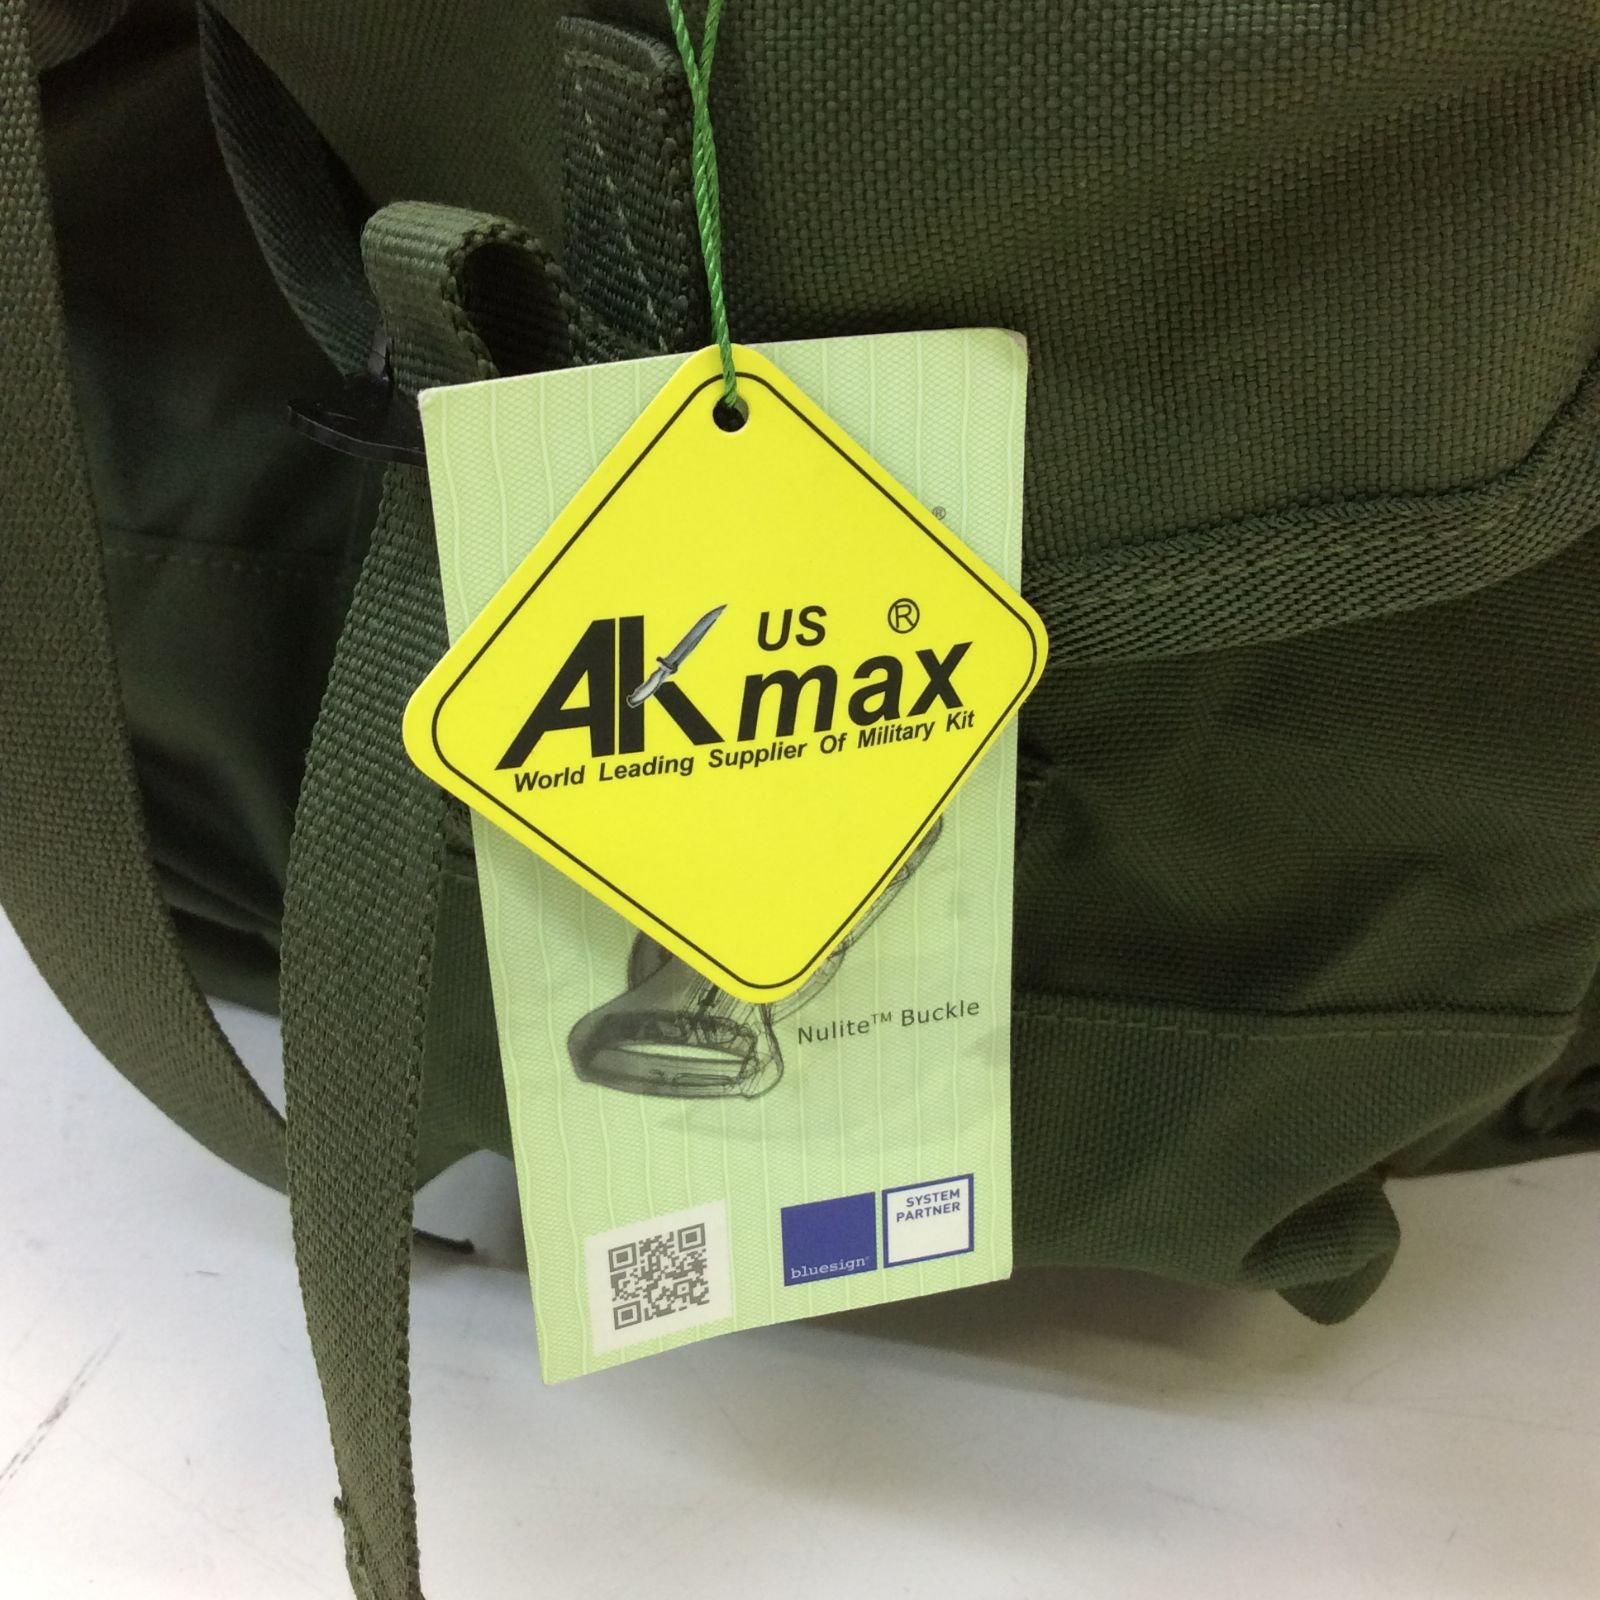 US ®
AK max
World Leading Supplier Of Military Kit
®
Nulite™ Buckle
SYSTEM
PARTNER
bluesign®